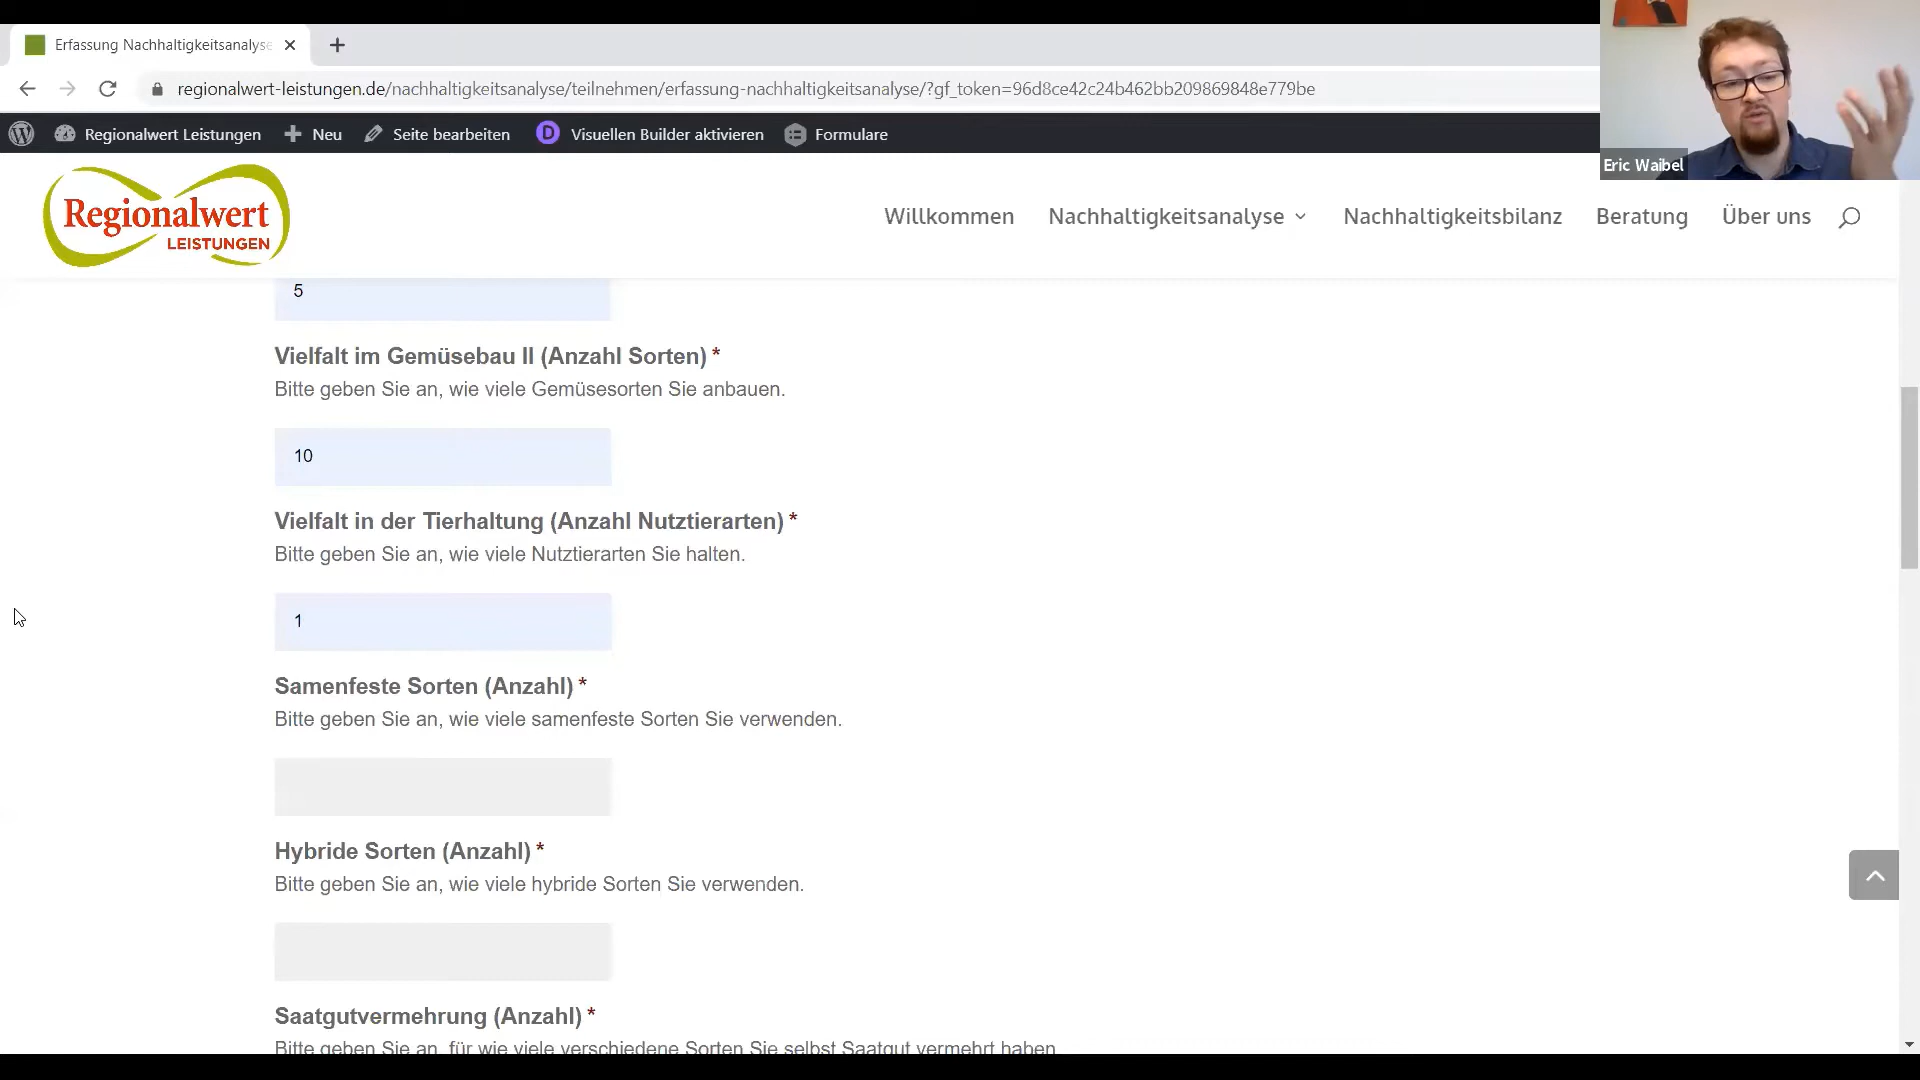 Erfassung Nachhaltigkeitsanalyse
regionalwert-leistungen.de/nachhaltigkeitsanalyse/teilnehmen/erfassung-nachhaltigkeitsanalyse/?gf_token=96d8ce42c24b462bb209869848e779be
Regionalwert Leistungen Neu Seite bearbeiten D Visuellen Builder aktivieren Formulare
Eric Waibel
Regionalwert
LEISTUNGEN
Willkommen Nachhaltigkeitsanalyse Nachhaltigkeitsbilanz Beratung Über uns
5
Vielfalt im Gemüsebau II (Anzahl Sorten) *
Bitte geben Sie an, wie viele Gemüsesorten Sie anbauen.
10
Vielfalt in der Tierhaltung (Anzahl Nutztierarten) *
Bitte geben Sie an, wie viele Nutztierarten Sie halten.
1
Samenfeste Sorten (Anzahl) *
Bitte geben Sie an, wie viele samenfeste Sorten Sie verwenden.
Hybride Sorten (Anzahl) *
Bitte geben Sie an, wie viele hybride Sorten Sie verwenden.
Saatgutvermehrung (Anzahl) *
Bitte geben Sie an, für wie viele verschiedene Sorten Sie selbst Saatgut vermehrt haben